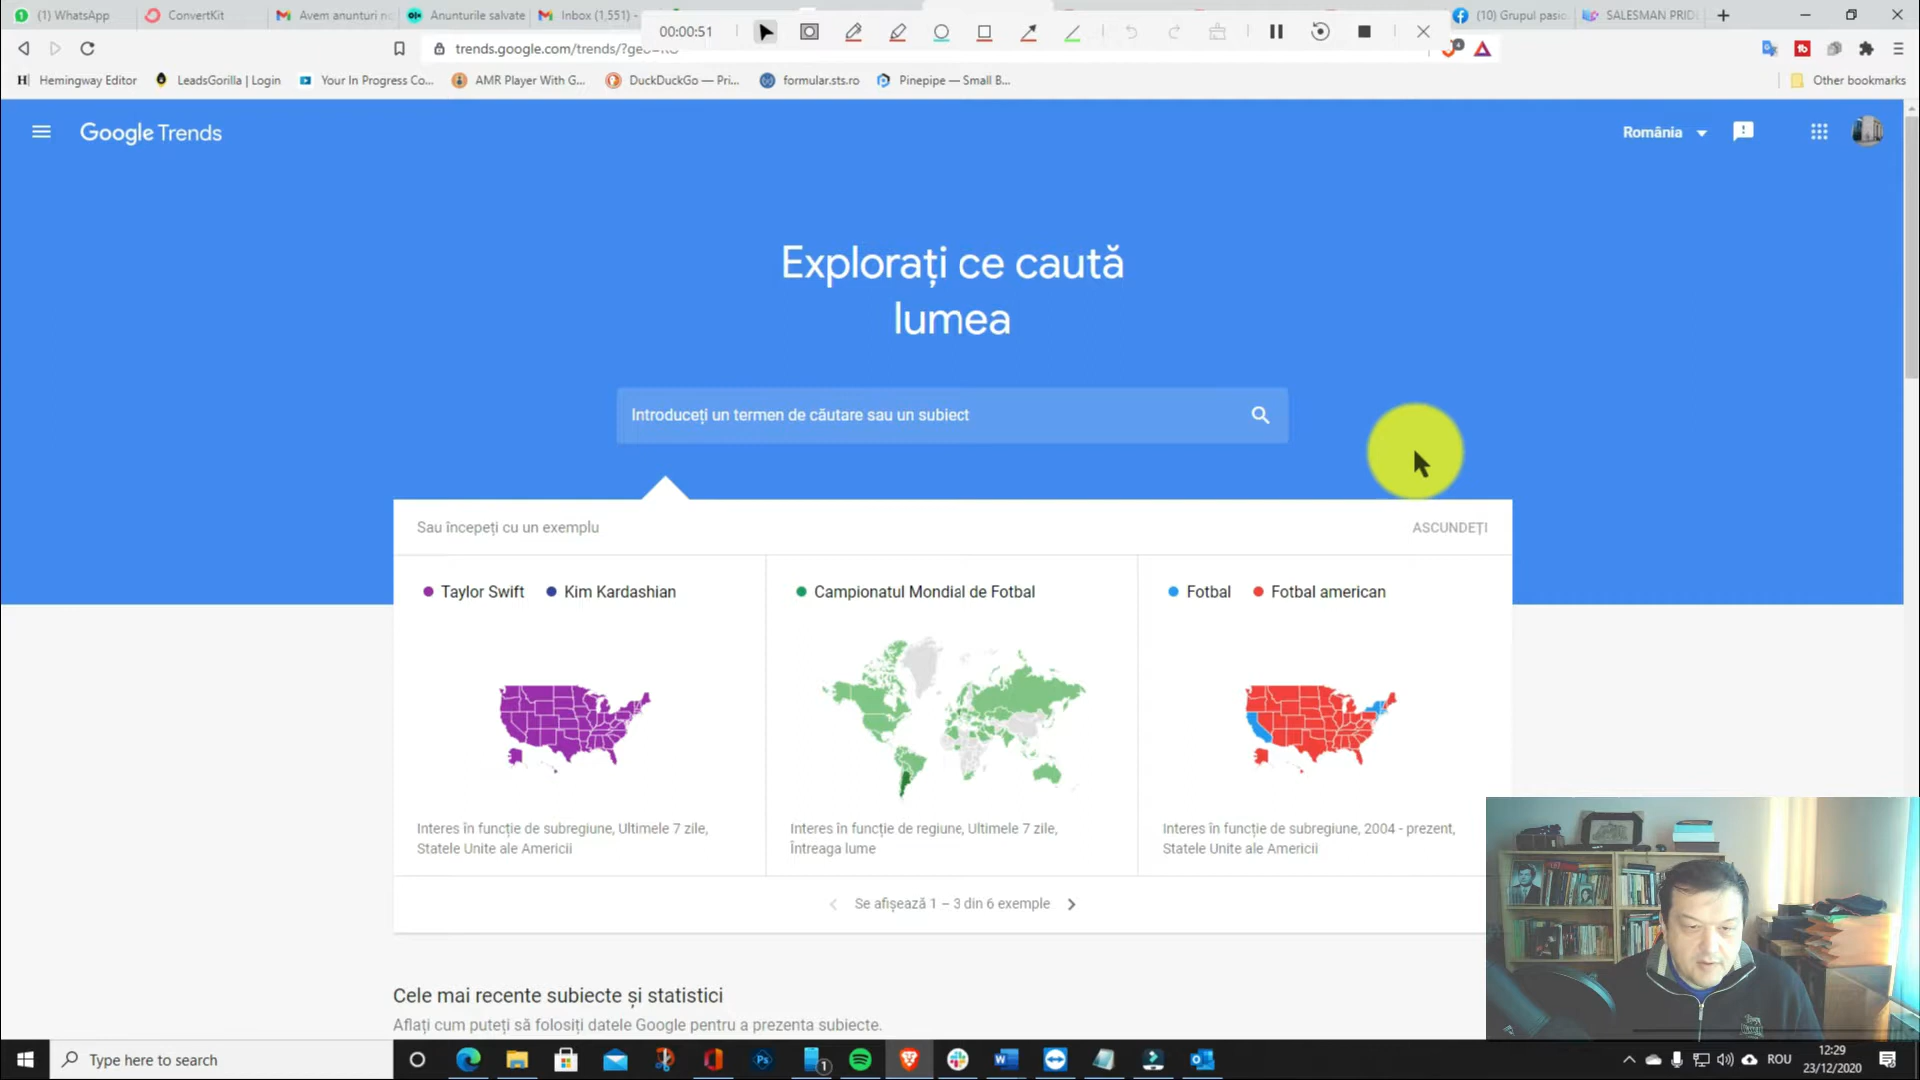 (1) WhatsApp
ConvertKit
Avem anunturi n
Anunturile salvate
Inbox (1,551) -
00:00:51
(10) Grupul pasio
SALESMAN PRID
trends.google.com/trends/?geo=RO
Hemingway Editor
LeadsGorilla | Login
Your In Progress Co...
AMR Player With G...
DuckDuckGo — Pri...
formular.sts.ro
Pinepipe — Small B...
Other bookmarks
Google Trends
România
Explorați ce caută
lumea
Introduceți un termen de căutare sau un subiect
Sau începeți cu un exemplu
ASCUNDEȚI
Taylor Swift
Kim Kardashian
Campionatul Mondial de Fotbal
Fotbal
Fotbal american
Interes în funcție de subregiune, Ultimele 7 zile,
Statele Unite ale Americii
Interes în funcție de regiune, Ultimele 7 zile,
Întreaga lume
Interes în funcție de subregiune, 2004 - prezent,
Statele Unite ale Americii
Se afișează 1 – 3 din 6 exemple
Cele mai recente subiecte și statistici
Aflați cum puteți să folosiți datele Google pentru a prezenta subiecte.
Type here to search
ROU
12:29
23/12/2020